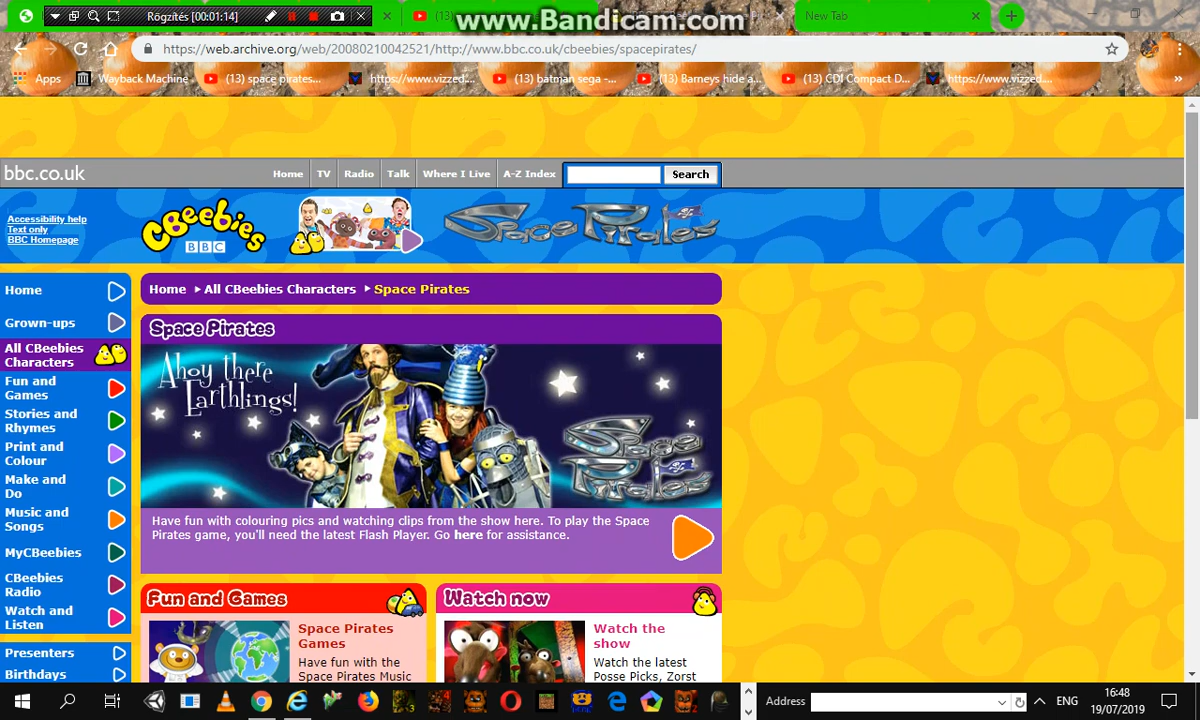 Rögzítés [00:01:14]
(13)
www.Bandicam.com
New Tab
https://web.archive.org/web/20080210042521/http://www.bbc.co.uk/cbeebies/spacepirates/
Apps
Wayback Machine
(13) space pirates...
https://www.vizzed...
(13) batman sega -...
(13) Barneys hide a...
(13) CDI Compact D...
https://www.vizzed....
bbc.co.uk
Home
TV
Radio
Talk
Where I Live
A-Z Index
Search
Accessibility help
Text only
BBC Homepage
CBeebies
BBC
Space Pirates
Home
All CBeebies Characters
Space Pirates
Home
Grown-ups
All CBeebies
Characters
Fun and
Games
Stories and
Rhymes
Print and
Colour
Make and
Do
Music and
Songs
MyCBeebies
CBeebies
Radio
Watch and
Listen
Presenters
Birthdays
Space Pirates
Ahoy there
Earthlings!
Space
Pirates
Have fun with colouring pics and watching clips from the show here. To play the Space
Pirates game, you'll need the latest Flash Player. Go here for assistance.
Fun and Games
Space Pirates
Games
Have fun with the
Space Pirates Music
Watch now
Watch the
show
Watch the latest
Posse Picks, Zorst
Address
ENG
16:48
19/07/2019